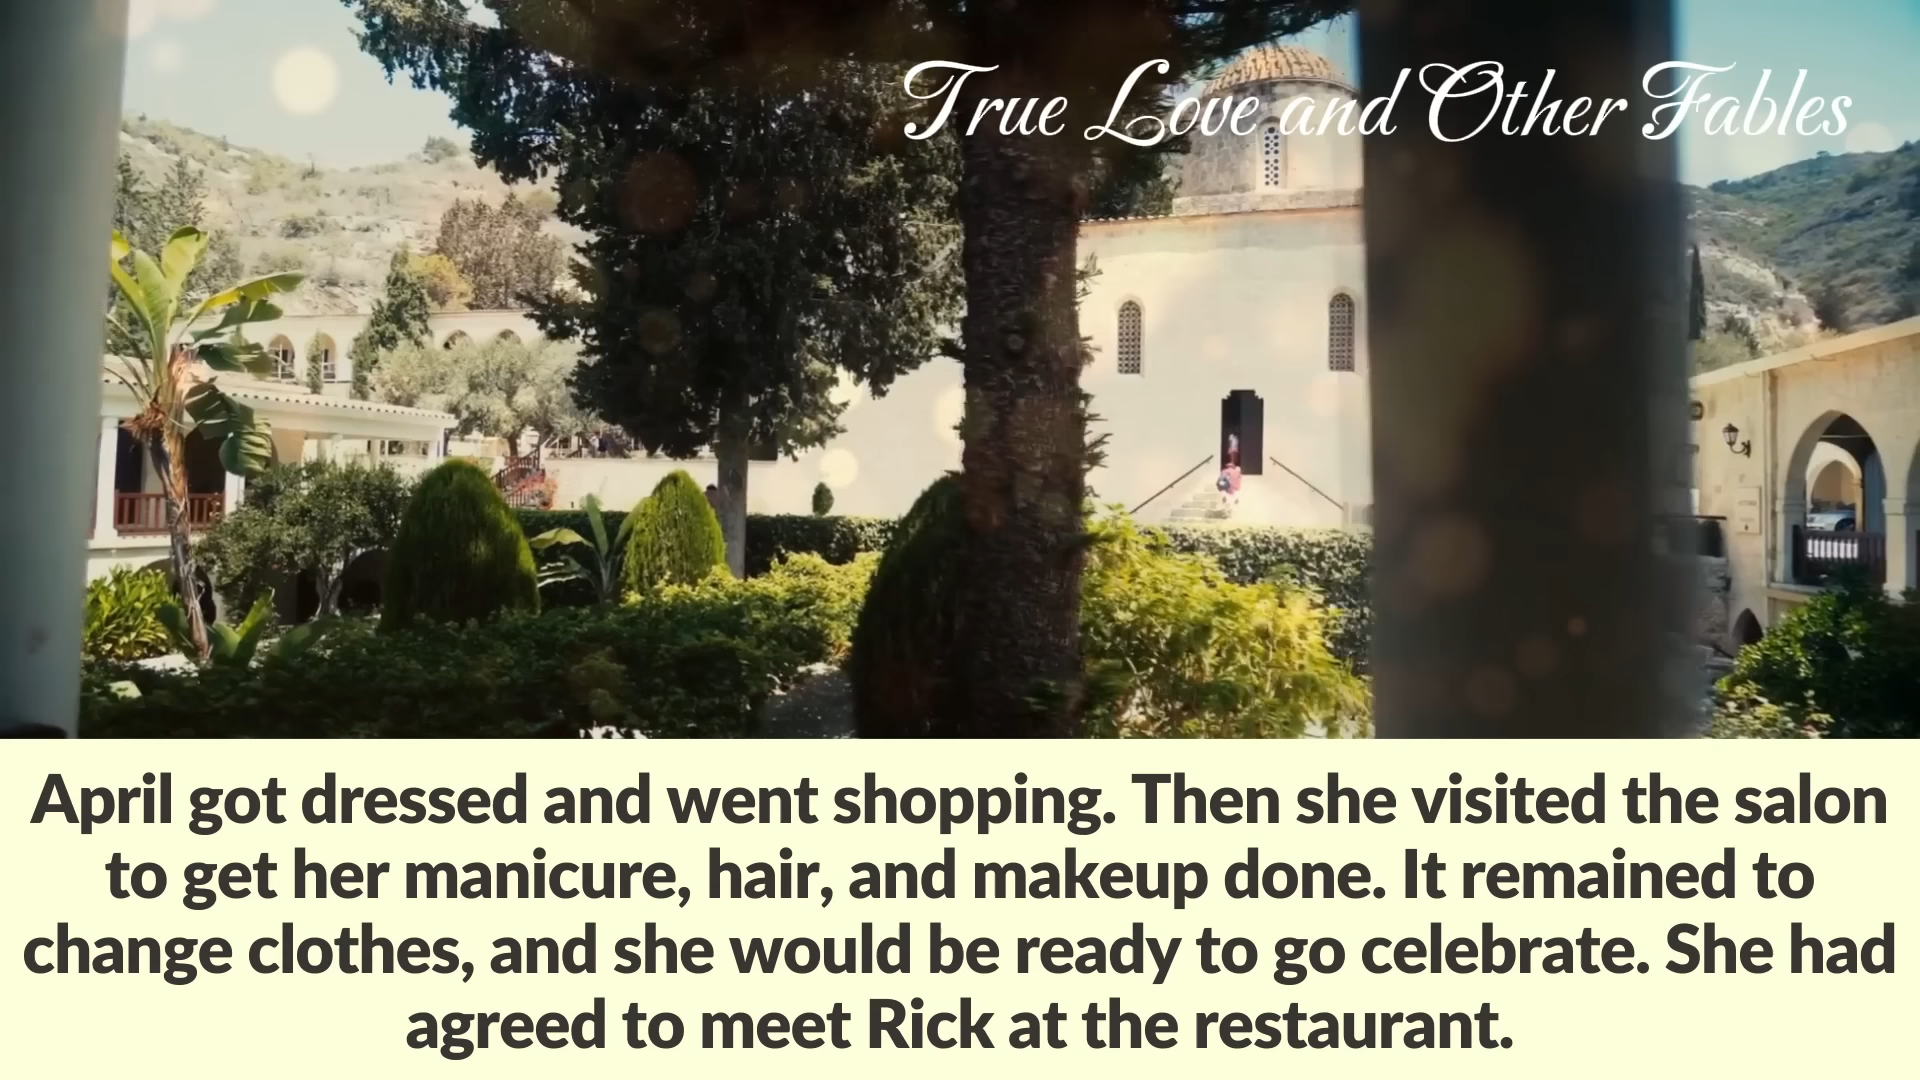 True Love and Other Fables
April got dressed and went shopping. Then she visited the salon
to get her manicure, hair, and makeup done. It remained to
change clothes, and she would be ready to go celebrate. She had
agreed to meet Rick at the restaurant.